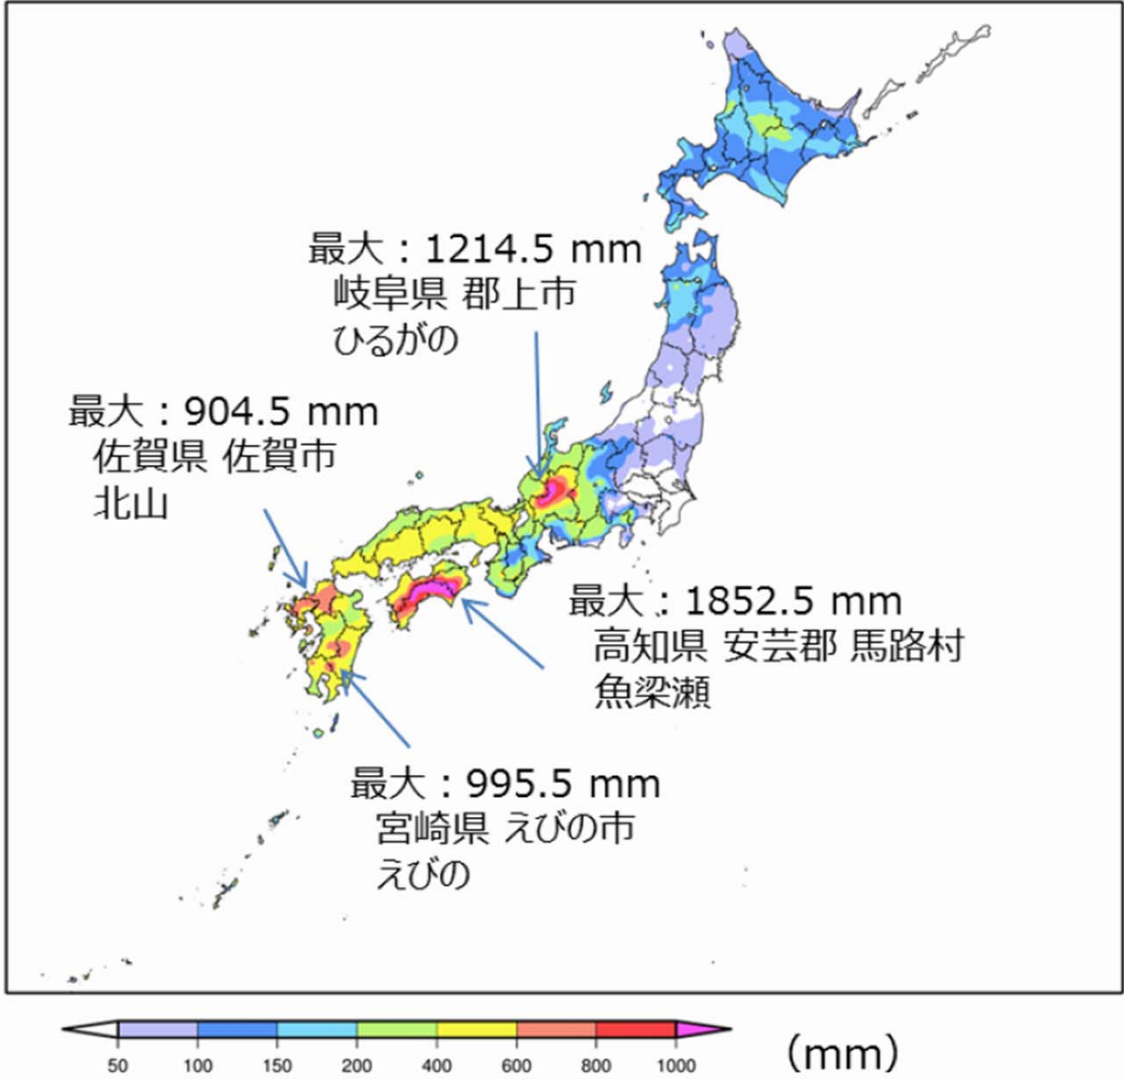 最大：1214.5 mm
岐阜県 郡上市
ひるがの
最大：904.5 mm
佐賀県 佐賀市
北山
最大：1852.5 mm
高知県 安芸郡 馬路村
魚梁瀬
最大：995.5 mm
宮崎県 えびの市
えびの
50 100 150 200 400 600 800 1000
（mm）